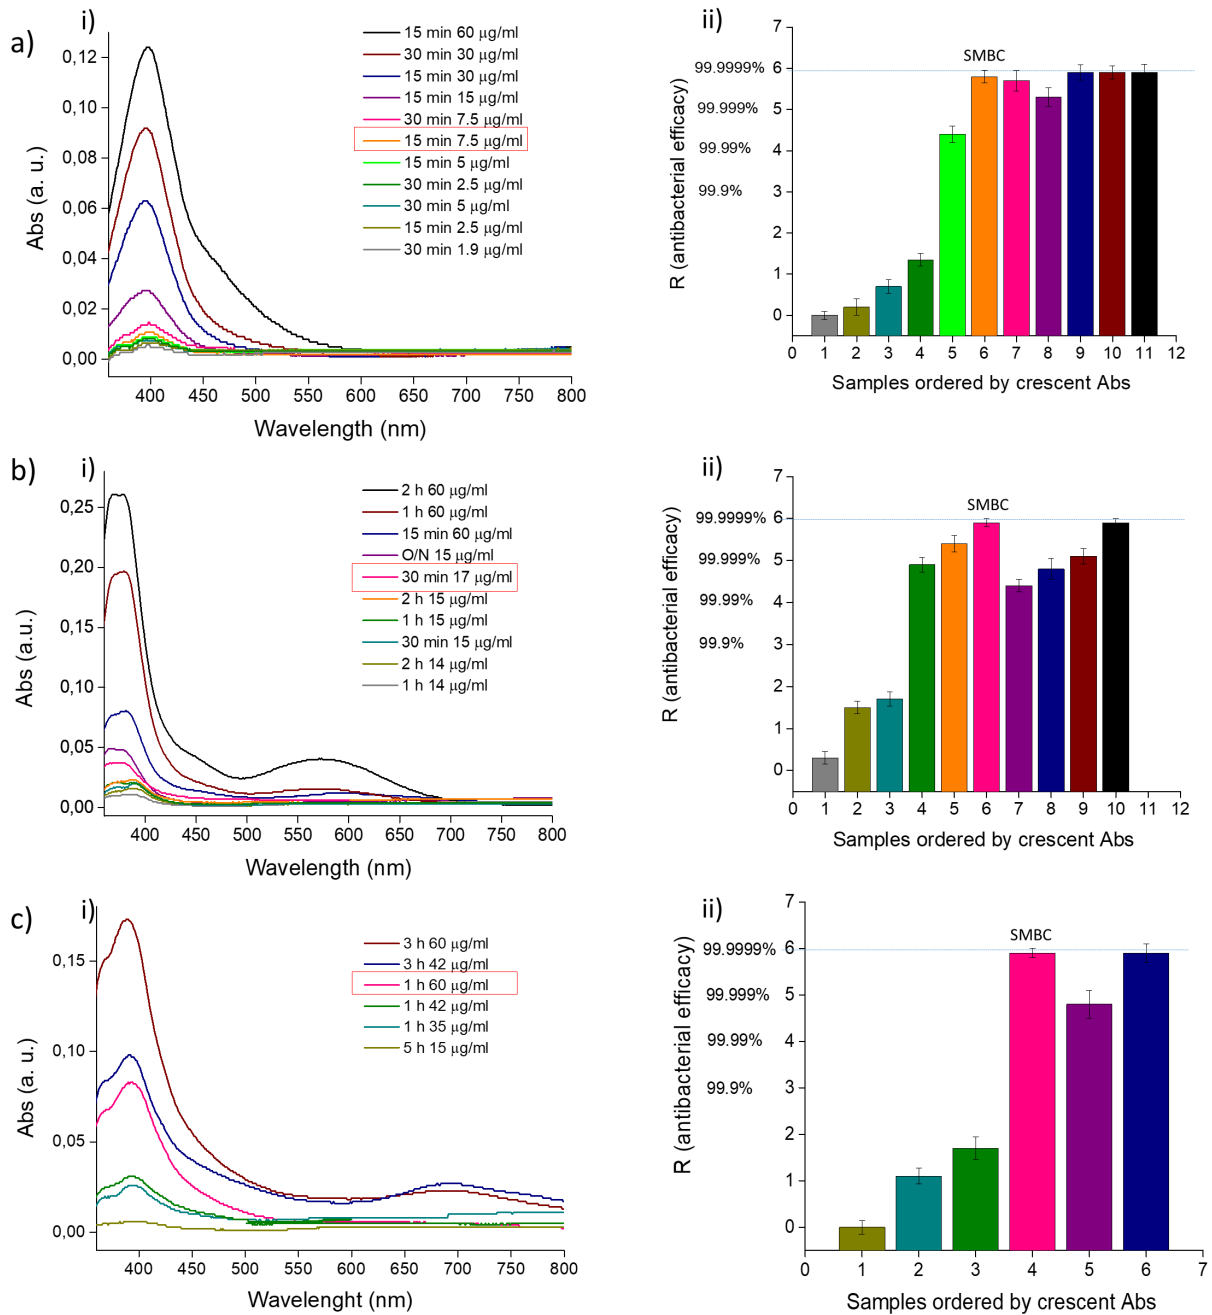 a)
i)
15 min 60 μg/ml
30 min 30 μg/ml
15 min 30 μg/ml
15 min 15 μg/ml
30 min 7.5 μg/ml
15 min 7.5 μg/ml
15 min 5 μg/ml
30 min 2.5 μg/ml
30 min 5 μg/ml
15 min 2.5 μg/ml
30 min 1.9 μg/ml
Abs (a. u.)
0,12
0,10
0,08
0,06
0,04
0,02
0,00
400 450 500 550 600 650 700 750 800
Wavelength (nm)
ii)
R (antibacterial efficacy)
7
6
5
4
3
2
1
0
99.9999%
99.999%
99.99%
99.9%
SMBC
0 1 2 3 4 5 6 7 8 9 10 11 12
Samples ordered by crescent Abs
b)
i)
2 h 60 μg/ml
1 h 60 μg/ml
15 min 60 μg/ml
O/N 15 μg/ml
30 min 17 μg/ml
2 h 15 μg/ml
1 h 15 μg/ml
30 min 15 μg/ml
2 h 14 μg/ml
1 h 14 μg/ml
Abs (a.u.)
0,25
0,20
0,15
0,10
0,05
0,00
400 450 500 550 600 650 700 750 800
Wavelength (nm)
ii)
R (antibacterial efficacy)
7
6
5
4
3
2
1
0
99.9999%
99.999%
99.99%
99.9%
SMBC
0 1 2 3 4 5 6 7 8 9 10 11 12
Samples ordered by crescent Abs
c)
i)
3 h 60 μg/ml
3 h 42 μg/ml
1 h 60 μg/ml
1 h 42 μg/ml
1 h 35 μg/ml
5 h 15 μg/ml
Abs (a. u.)
0,15
0,10
0,05
0,00
400 450 500 550 600 650 700 750 800
Wavelenght (nm)
ii)
R (antibacterial efficacy)
7
6
5
4
3
2
1
0
99.9999%
99.999%
99.99%
99.9%
SMBC
0 1 2 3 4 5 6 7
Samples ordered by crescent Abs